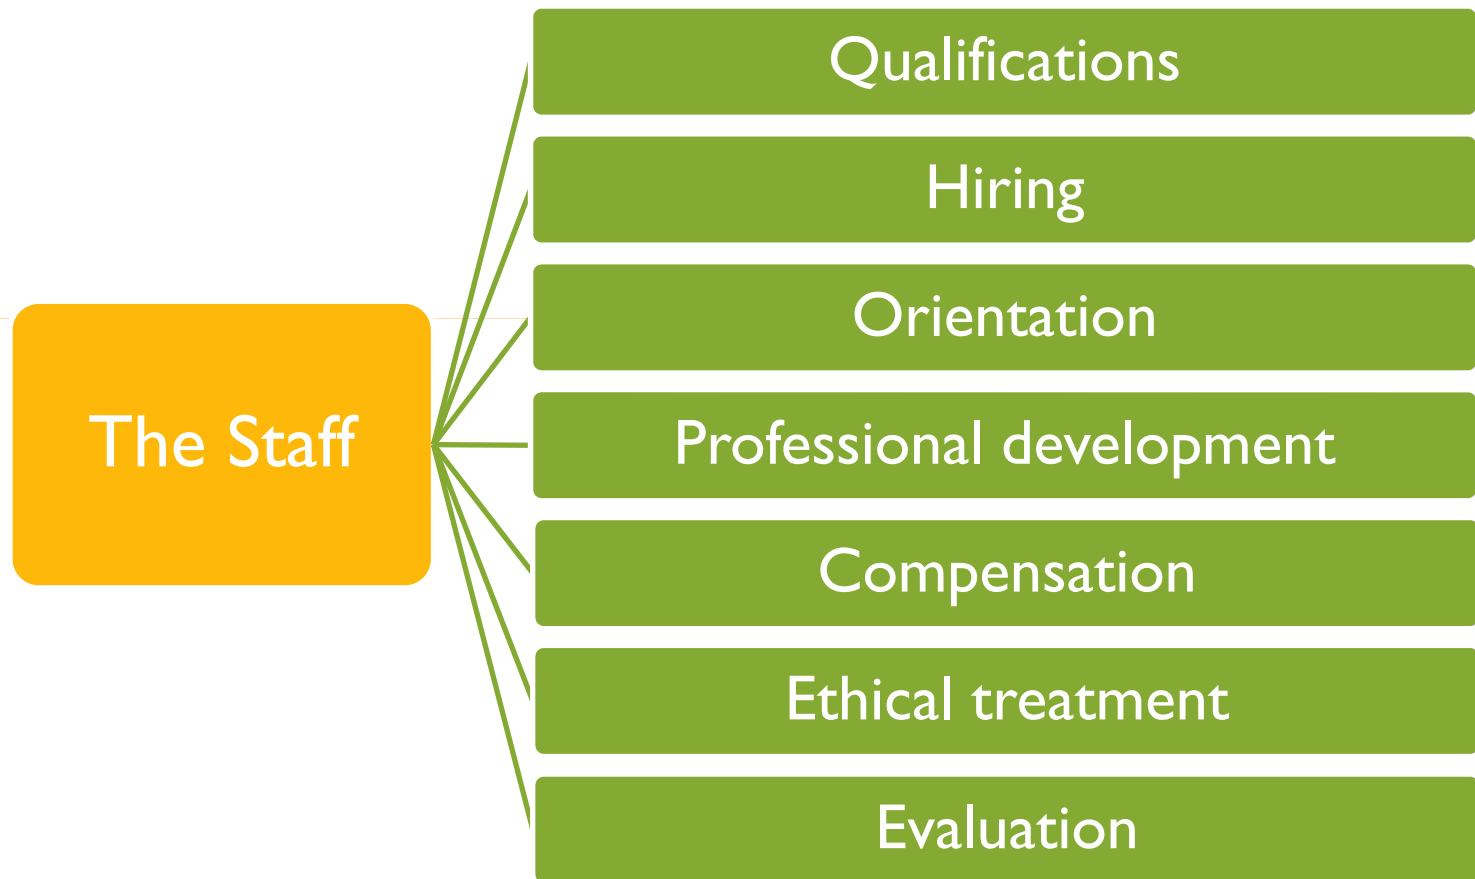 The Staff
Qualifications
Hiring
Orientation
Professional development
Compensation
Ethical treatment
Evaluation